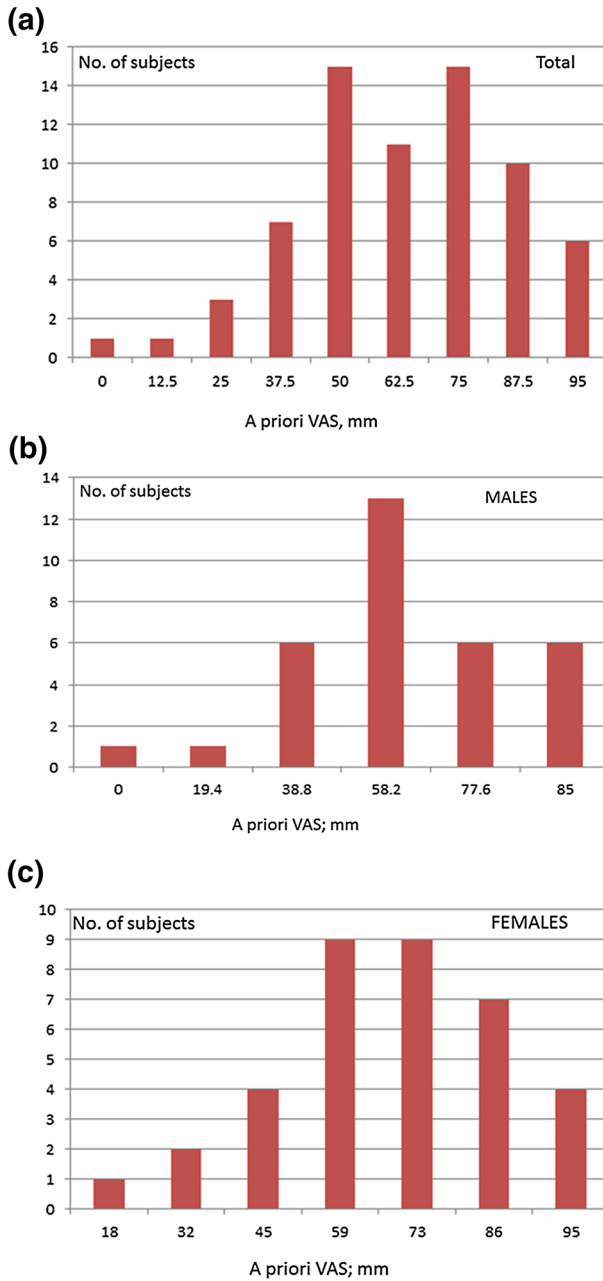 (a)
No. of subjects Total
16
14
12
10
8
6
4
2
0
0 12.5 25 37.5 50 62.5 75 87.5 95
A priori VAS, mm
(b)
No. of subjects MALES
14
12
10
8
6
4
2
0
0 19.4 38.8 58.2 77.6 85
A priori VAS; mm
(c)
No. of subjects FEMALES
10
9
8
7
6
5
4
3
2
1
0
18 32 45 59 73 86 95
A priori VAS; mm